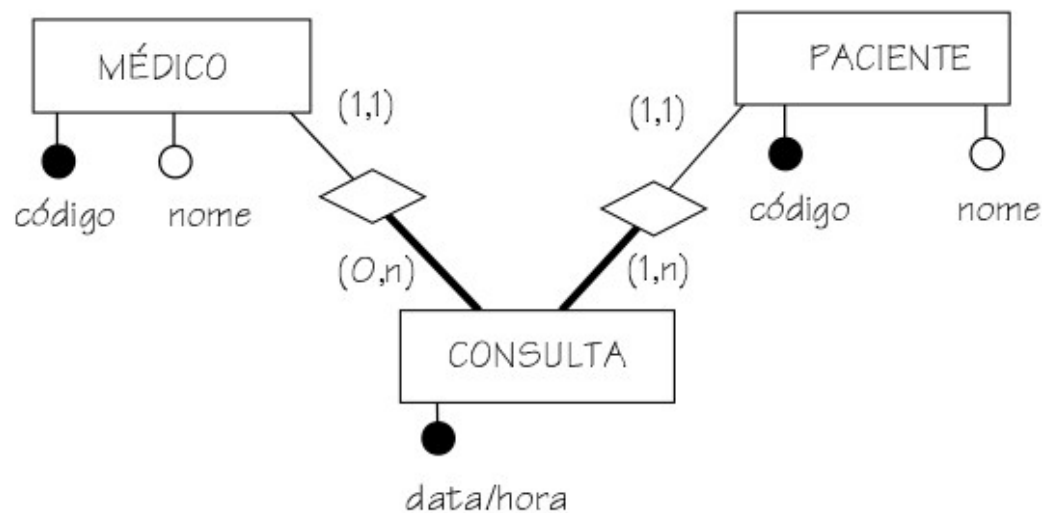 MÉDICO
PACIENTE
(1,1)
(1,1)
código
nome
código
nome
(0,n)
(1,n)
CONSULTA
data/hora